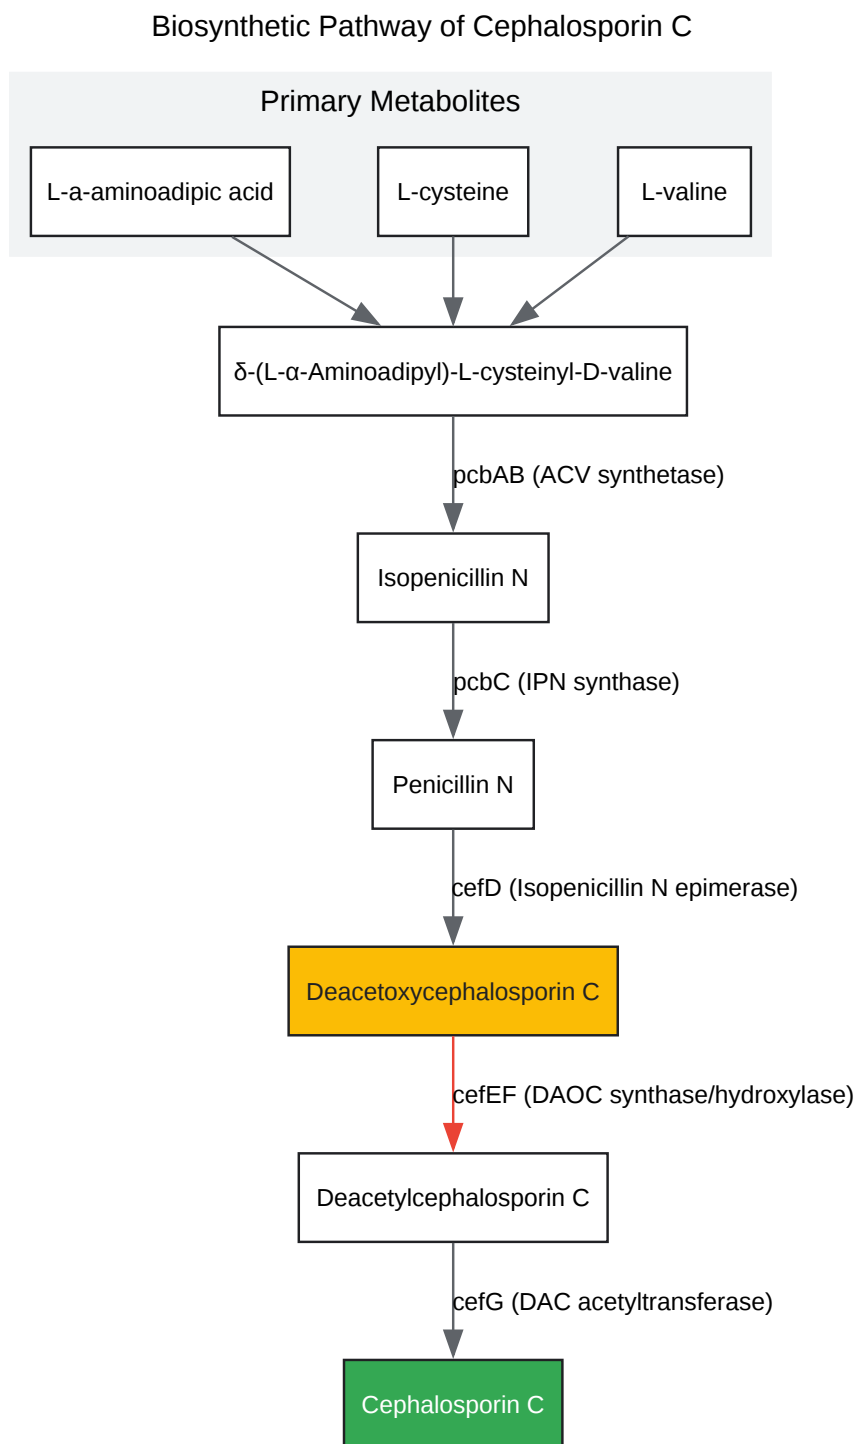 Biosynthetic Pathway of Cephalosporin C
Primary Metabolites
L-a-aminoadipic acid
L-cysteine
L-valine
δ-(L-α-Aminoadipyl)-L-cysteinyl-D-valine
pcbAB (ACV synthetase)
Isopenicillin N
pcbC (IPN synthase)
Penicillin N
cefD (Isopenicillin N epimerase)
Deacetoxycephalosporin C
cefEF (DAOC synthase/hydroxylase)
Deacetylcephalosporin C
cefG (DAC acetyltransferase)
Cephalosporin C